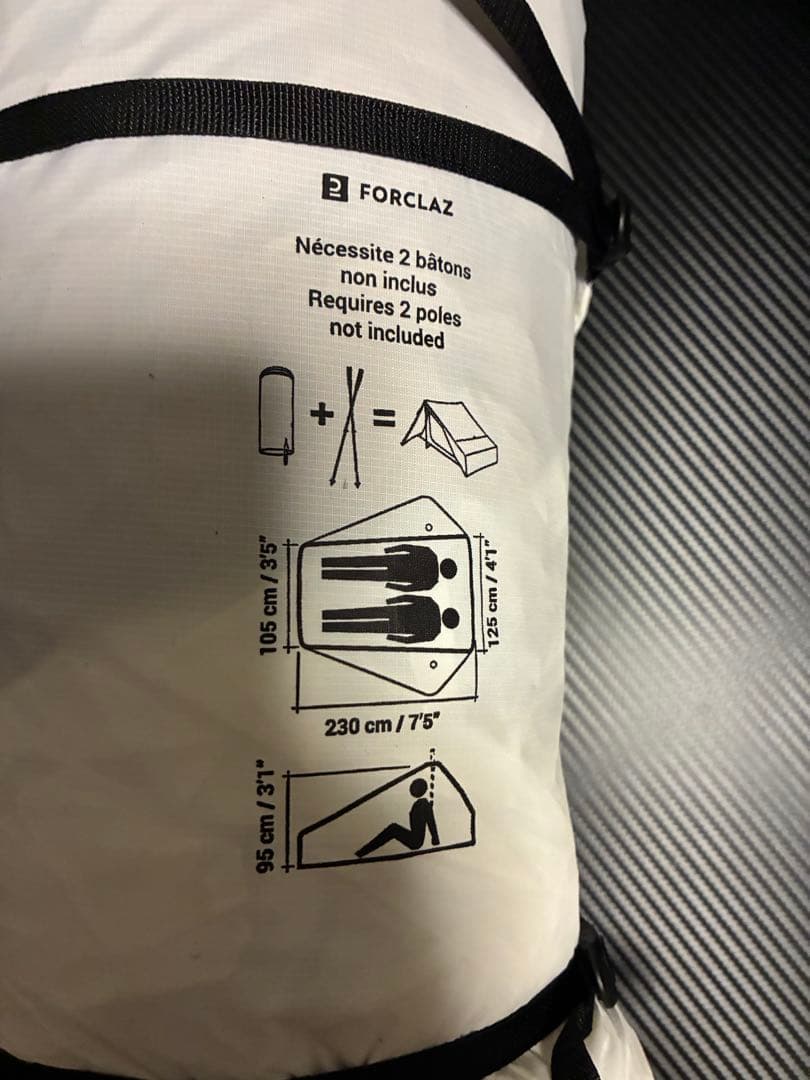 FORCLAZ
Nécessite 2 bâtons
non inclus
Requires 2 poles
not included
+ =
105 cm / 3'5"
125 cm / 4'1"
230 cm / 7'5"
95 cm / 3'1"